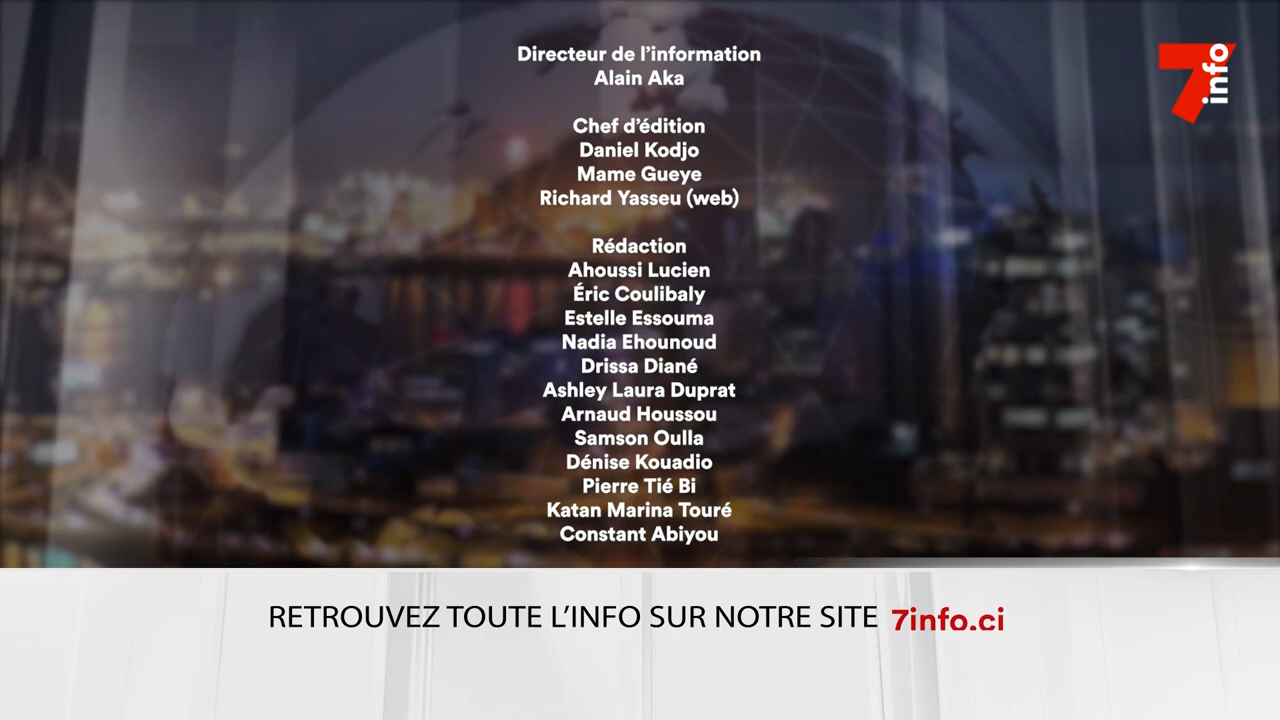 Directeur de l’information
Alain Aka
Chef d’édition
Daniel Kodjo
Mame Gueye
Richard Yasseu (web)
Rédaction
Ahoussi Lucien
Éric Coulibaly
Estelle Essouma
Nadia Ehounoud
Drissa Diané
Ashley Laura Duprat
Arnaud Houssou
Samson Oulla
Dénise Kouadio
Pierre Tié Bi
Katan Marina Touré
Constant Abiyou
7info
RETROUVEZ TOUTE L’INFO SUR NOTRE SITE 7info.ci